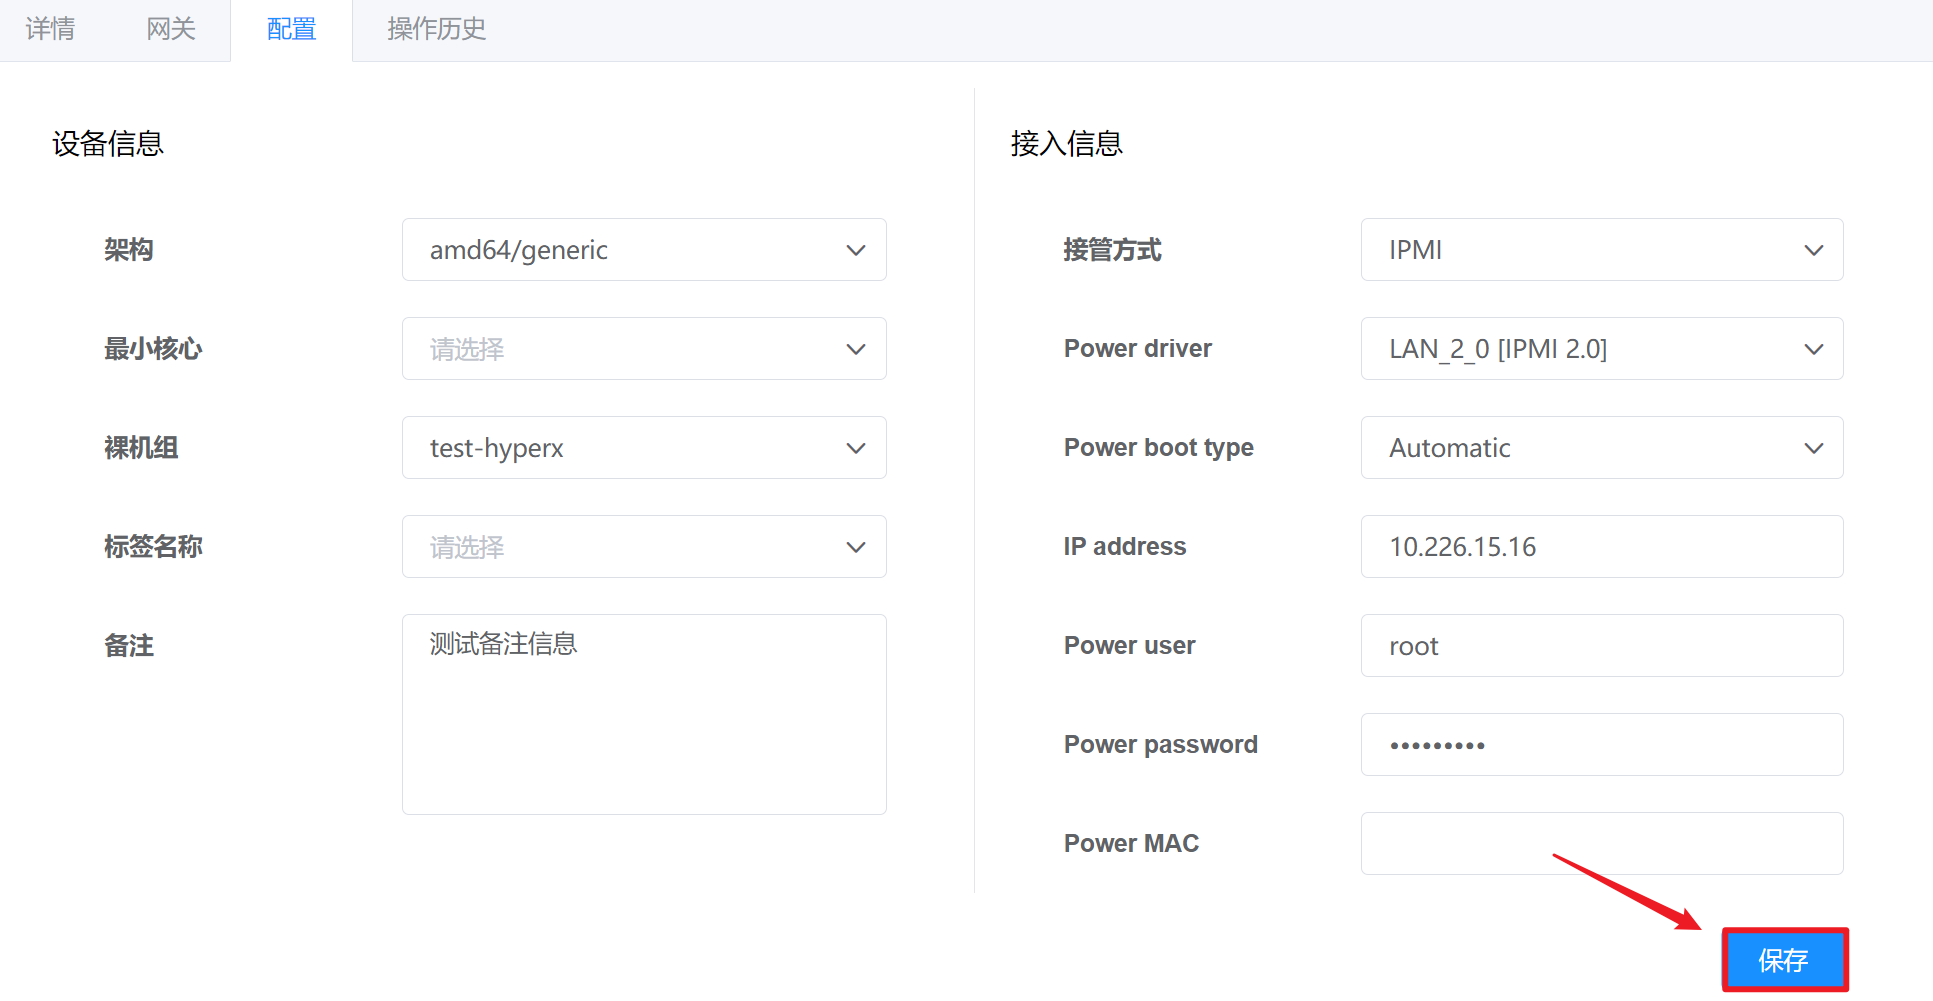 详情
网关
配置
操作历史
设备信息
架构
amd64/generic
最小核心
请选择
裸机组
test-hyperx
标签名称
请选择
备注
测试备注信息
接入信息
接管方式
IPMI
Power driver
LAN_2_0 [IPMI 2.0]
Power boot type
Automatic
IP address
10.226.15.16
Power user
root
Power password
•••••••••
Power MAC
保存